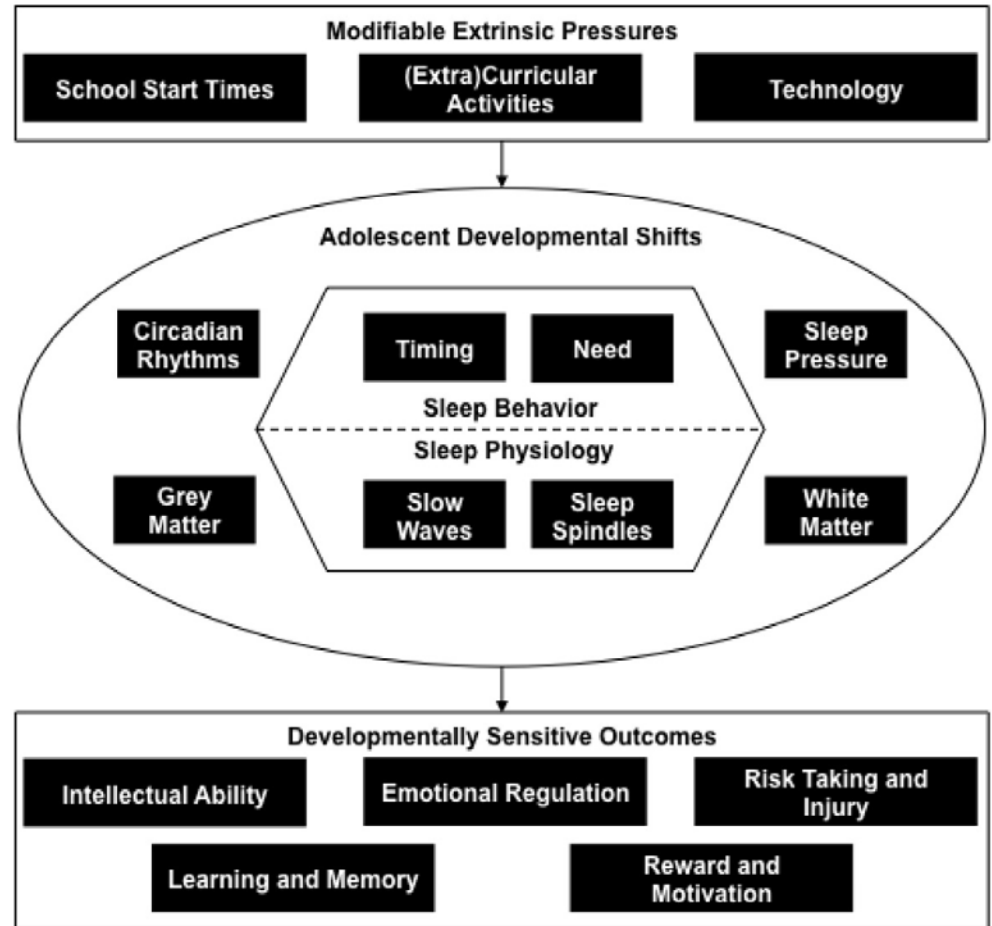 Modifiable Extrinsic Pressures
School Start Times
(Extra)Curricular
Activities
Technology
Adolescent Developmental Shifts
Circadian
Rhythms
Timing
Need
Sleep
Pressure
Sleep Behavior
Sleep Physiology
Grey
Matter
Slow
Waves
Sleep
Spindles
White
Matter
Developmentally Sensitive Outcomes
Intellectual Ability
Emotional Regulation
Risk Taking and
Injury
Learning and Memory
Reward and
Motivation